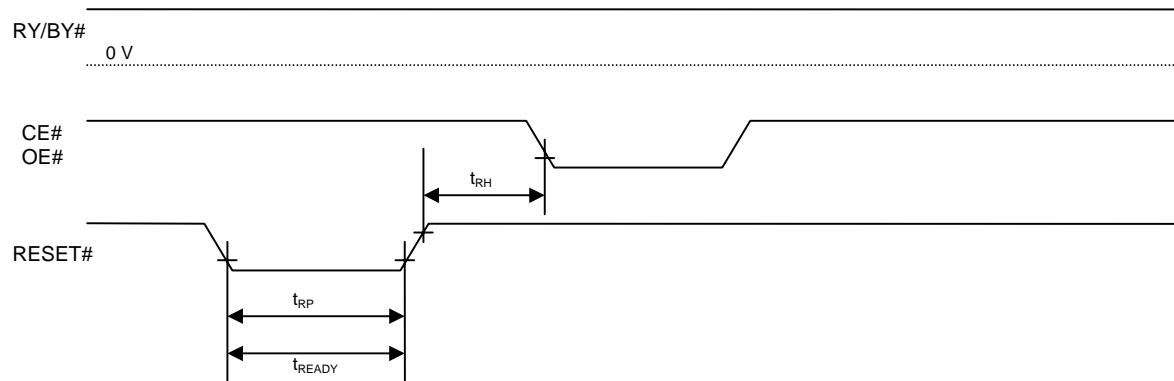 RY/BY#
0 V
CE#
OE#
tRH
RESET#
tRP
tREADY